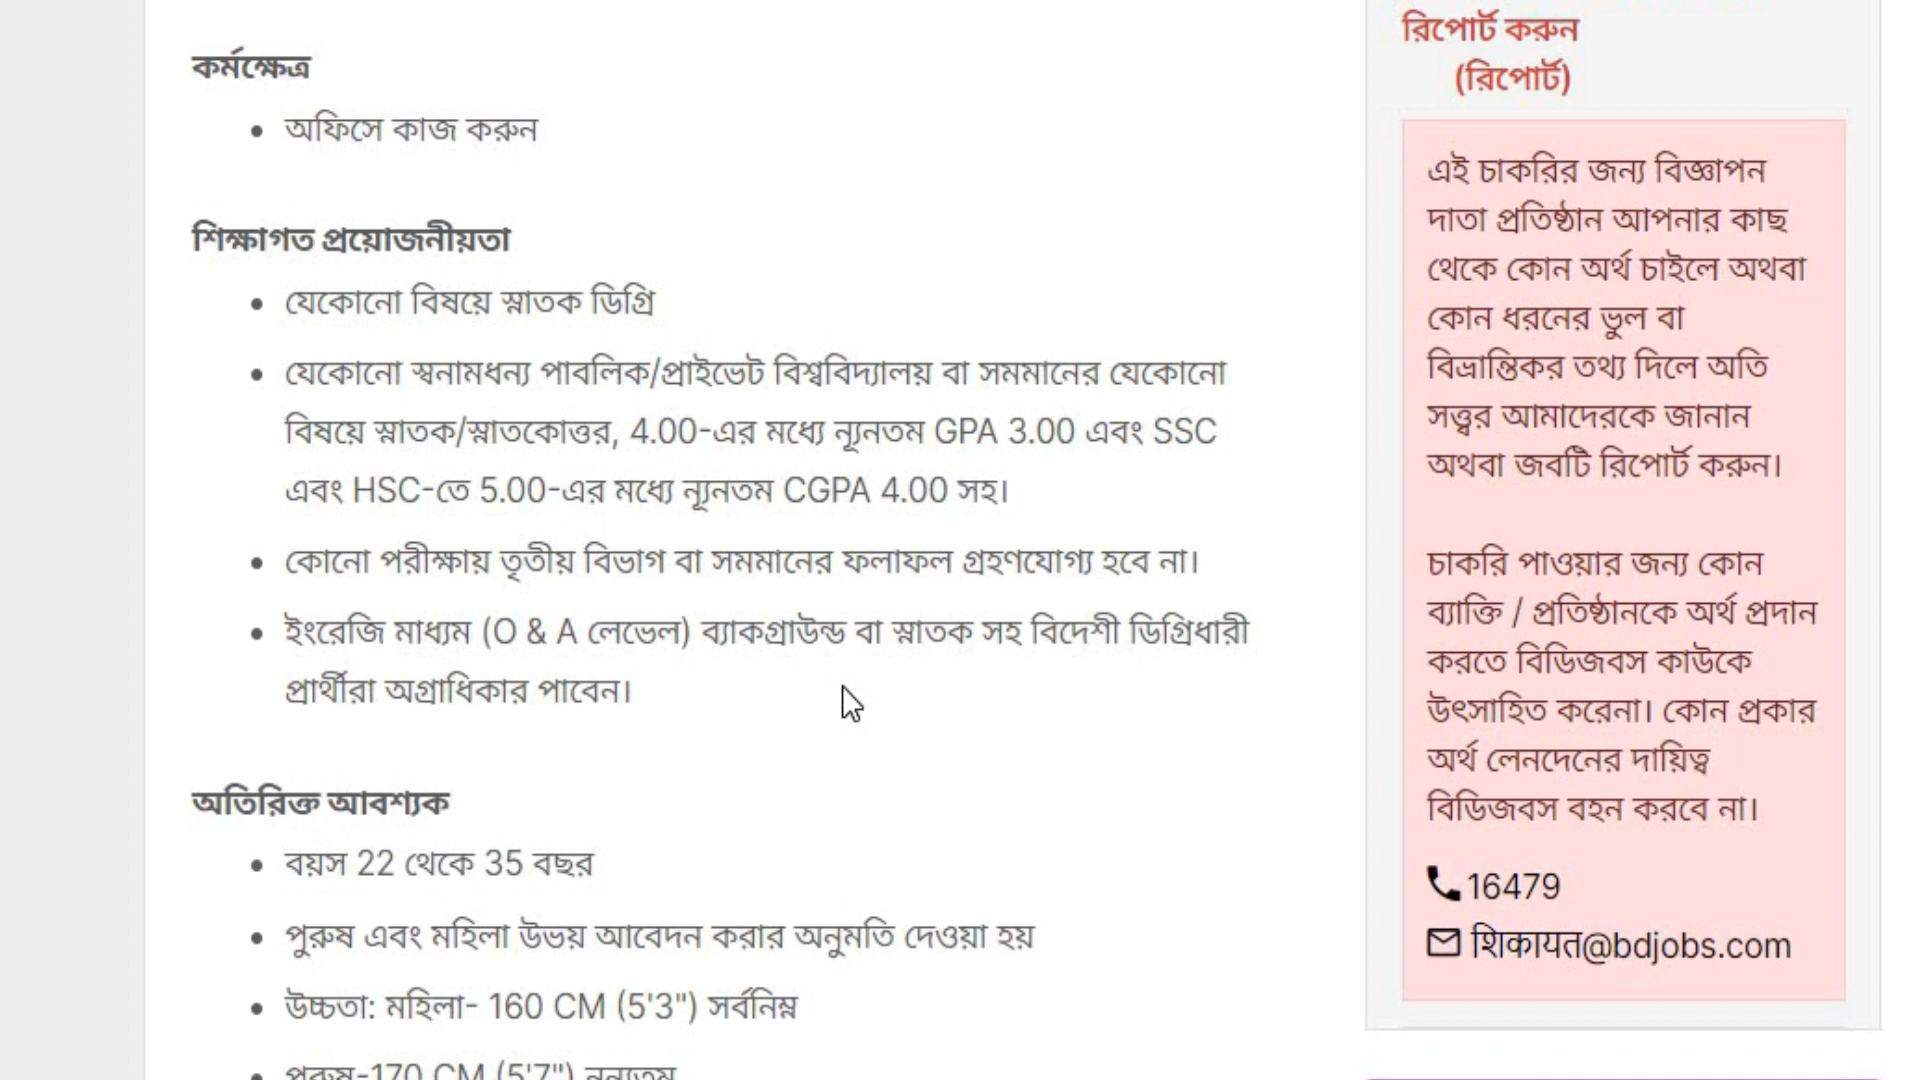 কর্মক্ষেত্র
অফিসে কাজ করুন
শিক্ষাগত প্রয়োজনীয়তা
যেকোনো বিষয়ে স্নাতক ডিগ্রি
যেকোনো স্বনামধন্য পাবলিক/প্রাইভেট বিশ্ববিদ্যালয় বা সমমানের যেকোনো
বিষয়ে স্নাতক/স্নাতকোত্তর, 4.00-এর মধ্যে ন্যূনতম GPA 3.00 এবং SSC
এবং HSC-তে 5.00-এর মধ্যে ন্যূনতম CGPA 4.00 সহ।
কোনো পরীক্ষায় তৃতীয় বিভাগ বা সমমানের ফলাফল গ্রহণযোগ্য হবে না।
ইংরেজি মাধ্যম (O & A লেভেল) ব্যাকগ্রাউন্ড বা স্নাতক সহ বিদেশী ডিগ্রিধারী
প্রার্থীরা অগ্রাধিকার পাবেন।
অতিরিক্ত আবশ্যক
বয়স 22 থেকে 35 বছর
পুরুষ এবং মহিলা উভয় আবেদন করার অনুমতি দেওয়া হয়
উচ্চতা: মহিলা- 160 CM (5'3") সর্বনিম্ন
পুরুষ-170 CM (5'7") ন্যূনতম
রিপোর্ট করুন
(রিপোর্ট)
এই চাকরির জন্য বিজ্ঞাপন
দাতা প্রতিষ্ঠান আপনার কাছ
থেকে কোন অর্থ চাইলে অথবা
কোন ধরনের ভুল বা
বিভ্রান্তিকর তথ্য দিলে অতি
সত্ত্বর আমাদেরকে জানান
অথবা জবটি রিপোর্ট করুন।
চাকরি পাওয়ার জন্য কোন
ব্যাক্তি / প্রতিষ্ঠানকে অর্থ প্রদান
করতে বিডিজবস কাউকে
উৎসাহিত করেনা। কোন প্রকার
অর্থ লেনদেনের দায়িত্ব
বিডিজবস বহন করবে না।
16479
शिकायत@bdjobs.com